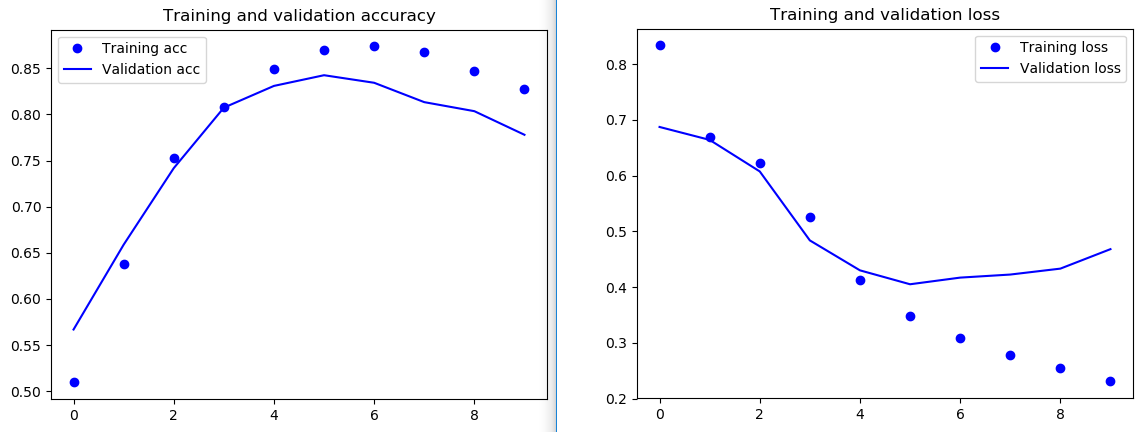 Training and validation accuracy
Training acc
Validation acc
0.85
0.80
0.75
0.70
0.65
0.60
0.55
0.50
0 2 4 6 8
Training and validation loss
Training loss
Validation loss
0.8
0.7
0.6
0.5
0.4
0.3
0.2
0 2 4 6 8